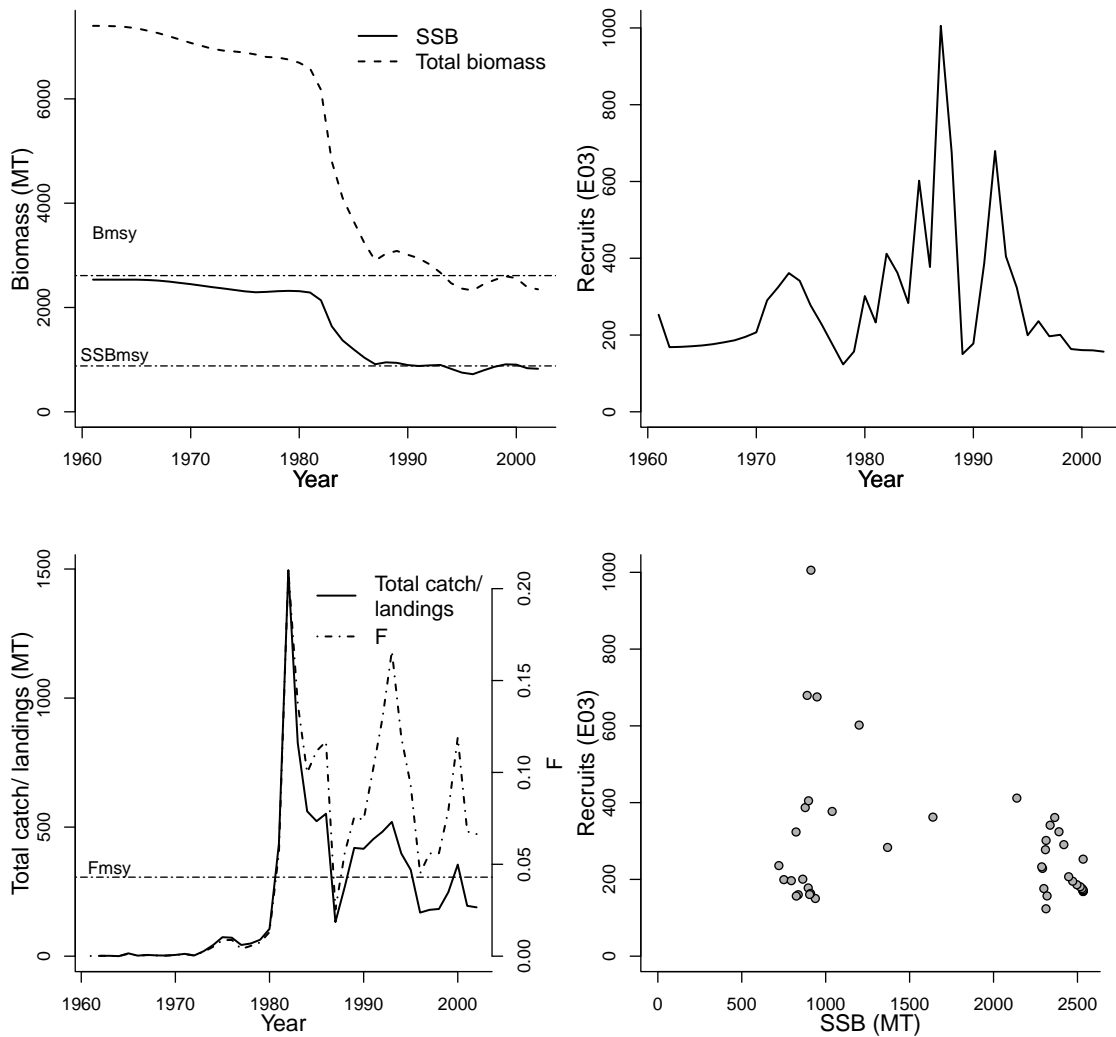 SSB
Total biomass
Biomass (MT)
6000
4000
2000
0
Bmsy
SSBmsy
1960
1970
1980
1990
2000
Year
Recruits (E03)
1000
800
600
400
200
0
1960
1970
1980
1990
2000
Year
Total catch/ landings (MT)
1500
1000
500
0
Total catch/
landings
F
Fmsy
0.20
0.15
0.10
0.05
0.00
F
1960
1970
1980
1990
2000
Year
Recruits (E03)
1000
800
600
400
200
0
0
500
1000
1500
2000
2500
SSB (MT)